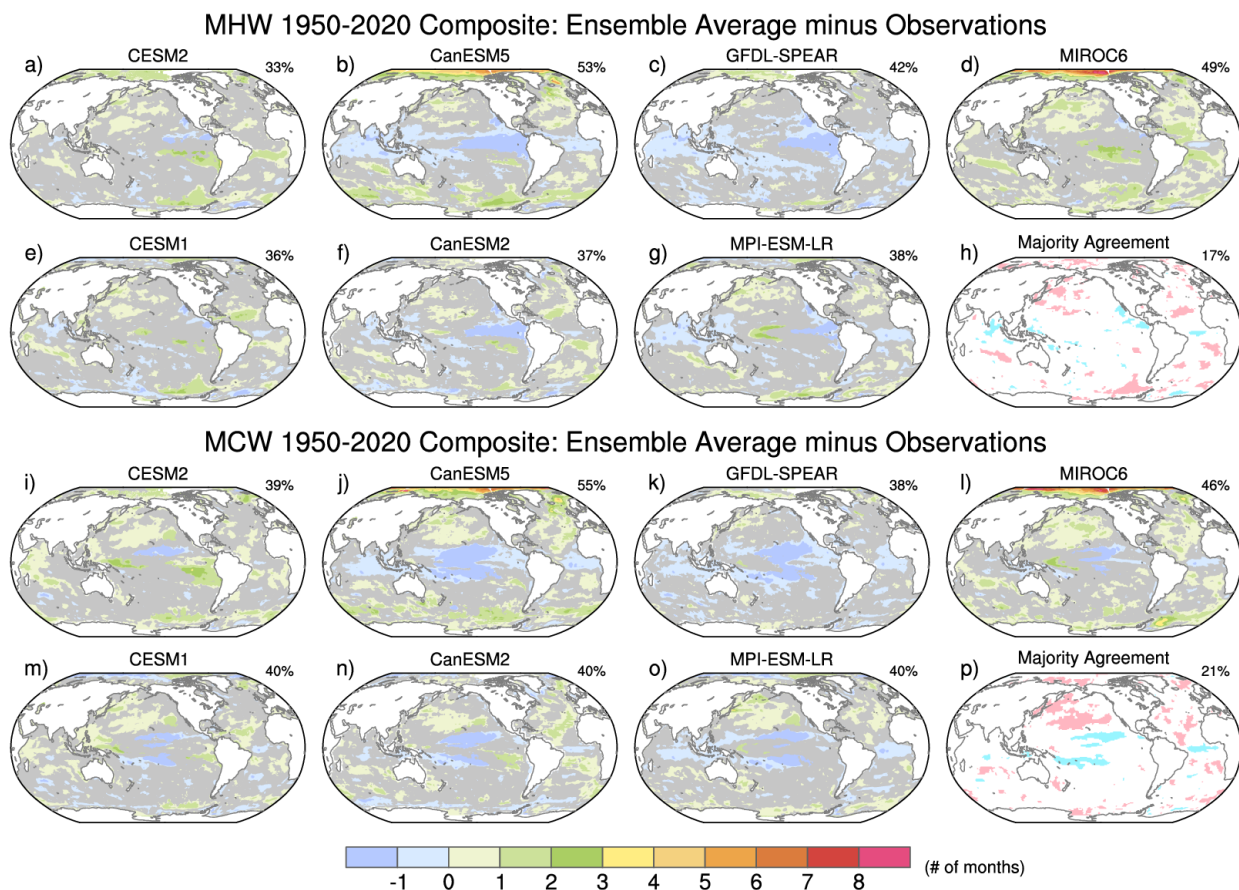 MHW 1950-2020 Composite: Ensemble Average minus Observations
a) CESM2 33%
b) CanESM5 53%
c) GFDL-SPEAR 42%
d) MIROC6 49%
e) CESM1 36%
f) CanESM2 37%
g) MPI-ESM-LR 38%
h) Majority Agreement 17%
MCW 1950-2020 Composite: Ensemble Average minus Observations
i) CESM2 39%
j) CanESM5 55%
k) GFDL-SPEAR 38%
l) MIROC6 46%
m) CESM1 40%
n) CanESM2 40%
o) MPI-ESM-LR 40%
p) Majority Agreement 21%
-1 0 1 2 3 4 5 6 7 8 (# of months)